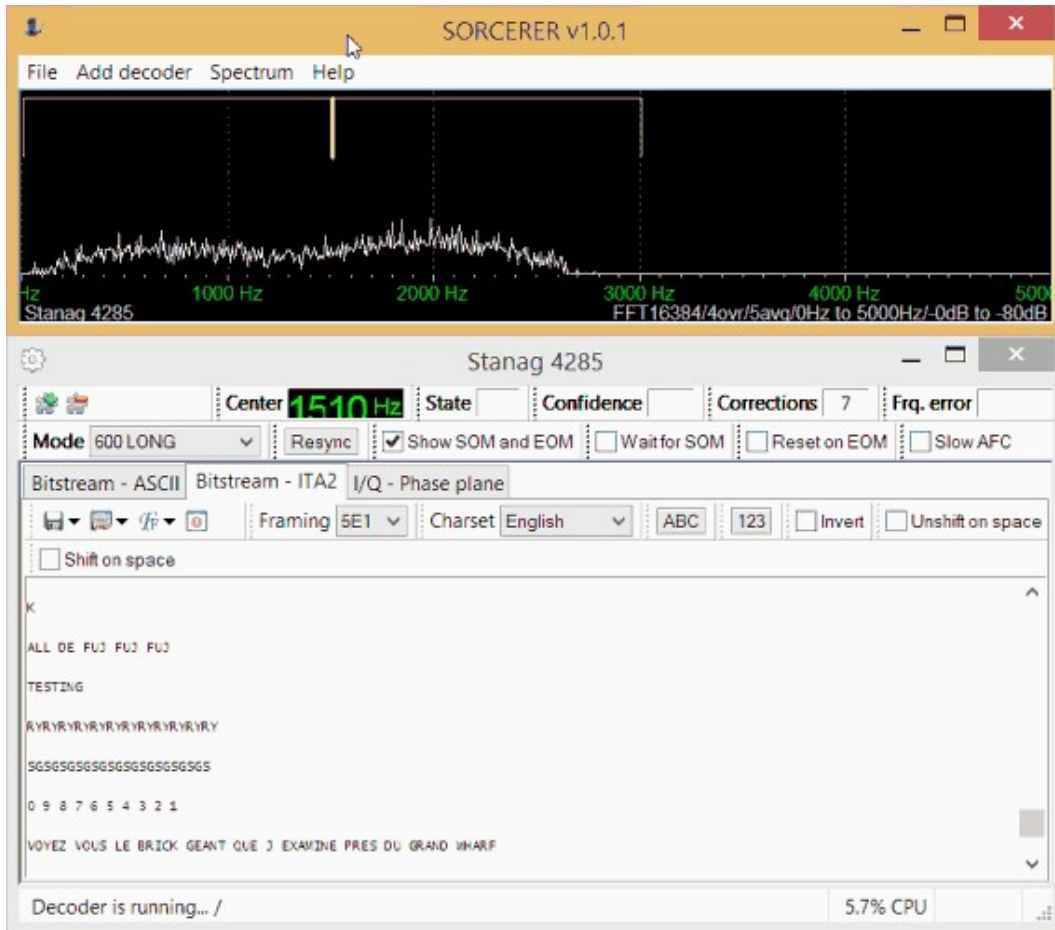 SORCERER v1.0.1
File Add decoder Spectrum Help
Hz 1000 Hz 2000 Hz 3000 Hz 4000 Hz 5000
Stanag 4285 FFT16384/4ovr/5avg/0Hz to 5000Hz/-0dB to -80dB
Stanag 4285
Center 1510 Hz State Confidence Corrections 7 Frq. error
Mode 600 LONG Resync Show SOM and EOM Wait for SOM Reset on EOM Slow AFC
Bitstream - ASCII Bitstream - ITA2 I/Q - Phase plane
Framing 5E1 Charset English ABC 123 Invert Unshift on space
Shift on space
K
ALL DE FUJ FUJ FUJ
TESTING
RYRYRYRYRYRYRYRYRYRYRYRY
SGSGSGSGSGSGSGSGSGSGSGS
0 9 8 7 6 5 4 3 2 1
VOYEZ VOUS LE BRICK GEANT QUE J EXAMINE PRES DU GRAND WHARF
Decoder is running... / 5.7% CPU